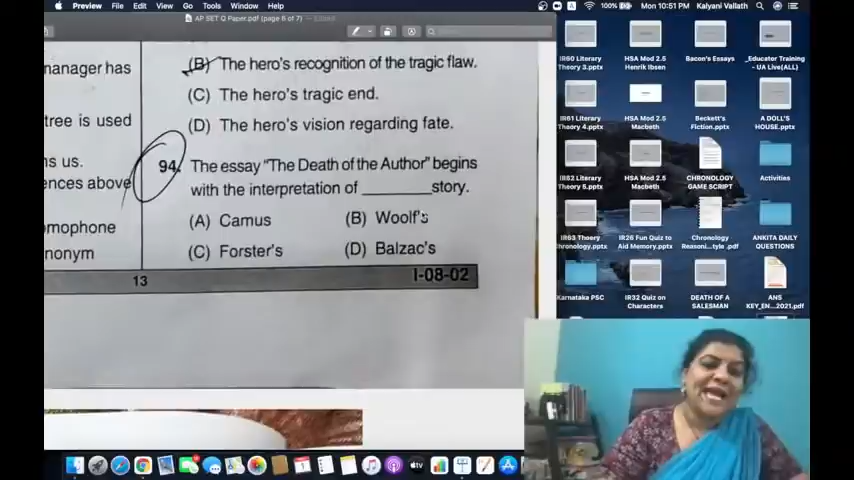 Preview File Edit View Go Tools Window Help
100% Mon 10:51 PM Kalyani Vallath
AP SET Q Paper.pdf (page 6 of 7) — Edited
manager has
tree is used
ns us.
ences above
mophone
nonym
(B) The hero's recognition of the tragic flaw.
(C) The hero's tragic end.
(D) The hero's vision regarding fate.
94. The essay "The Death of the Author" begins
with the interpretation of ________ story.
(A) Camus
(B) Woolf's
(C) Forster's
(D) Balzac's
13
I-08-02
IR60 Literary
Theory 3.pptx
HSA Mod 2.5
Henrik Ibsen
Bacon's Essays
_Educator Training
- UA Live(ALL)
IR61 Literary
Theory 4.pptx
HSA Mod 2.5
Macbeth
Beckett's
Fiction.pptx
A DOLL'S
HOUSE.pptx
IR62 Literary
Theory 5.pptx
HSA Mod 2.5
Macbeth
CHRONOLOGY
GAME SCRIPT
Activities
IR63 Theory
Chronology.pptx
IR26 Fun Quiz to
Aid Memory.pptx
Chronology
Reasoni...tyle .pdf
ANKITA DAILY
QUESTIONS
Karnataka PSC
IR32 Quiz on
Characters
DEATH OF A
SALESMAN
ANS
KEY_EN...2021.pdf
tv